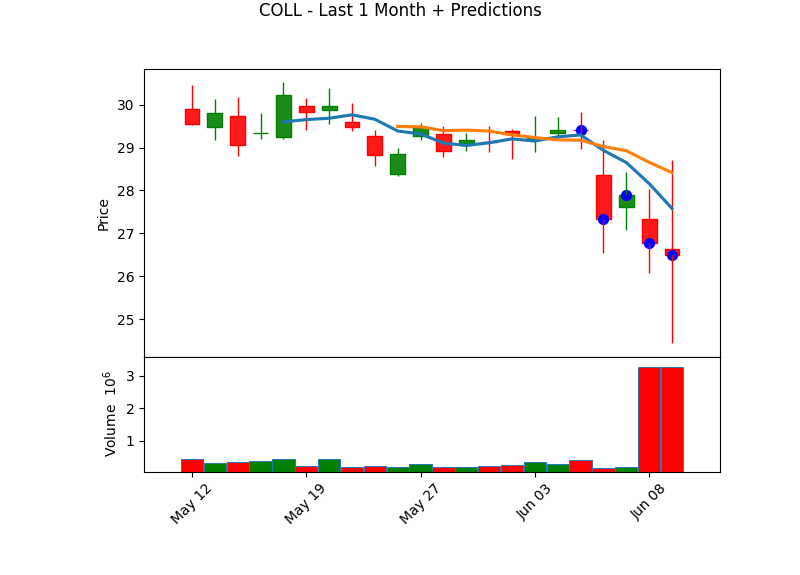 COLL - Last 1 Month + Predictions
Price
30
29
28
27
26
25
Volume 10^6
3
2
1
May 12
May 19
May 27
Jun 03
Jun 08